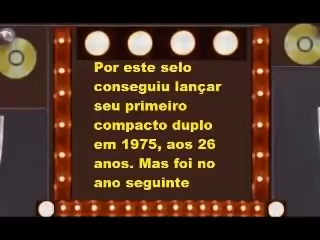 Por este selo
conseguiu lançar
seu primeiro
compacto duplo
em 1975, aos 26
anos. Mas foi no
ano seguinte